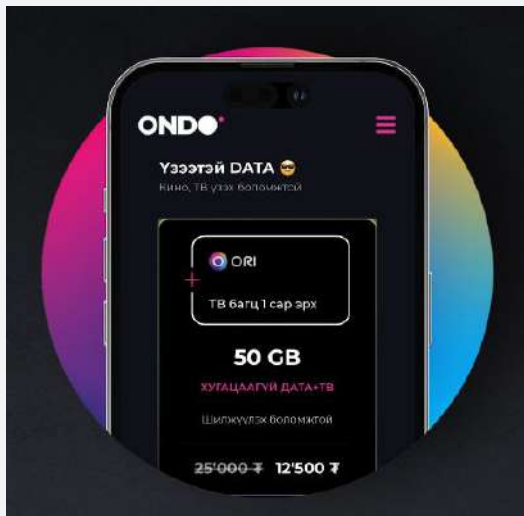 ONDO
Үзээтэй DATA 😎
Кино, ТВ үзэх боломжтой
ORI
ТВ багц 1 сар эрх
50 GB
ХУГАЦААГҮЙ ДАТА+ТВ
Шилжүүлэх боломжтой
25'000 ₮ 12'500 ₮